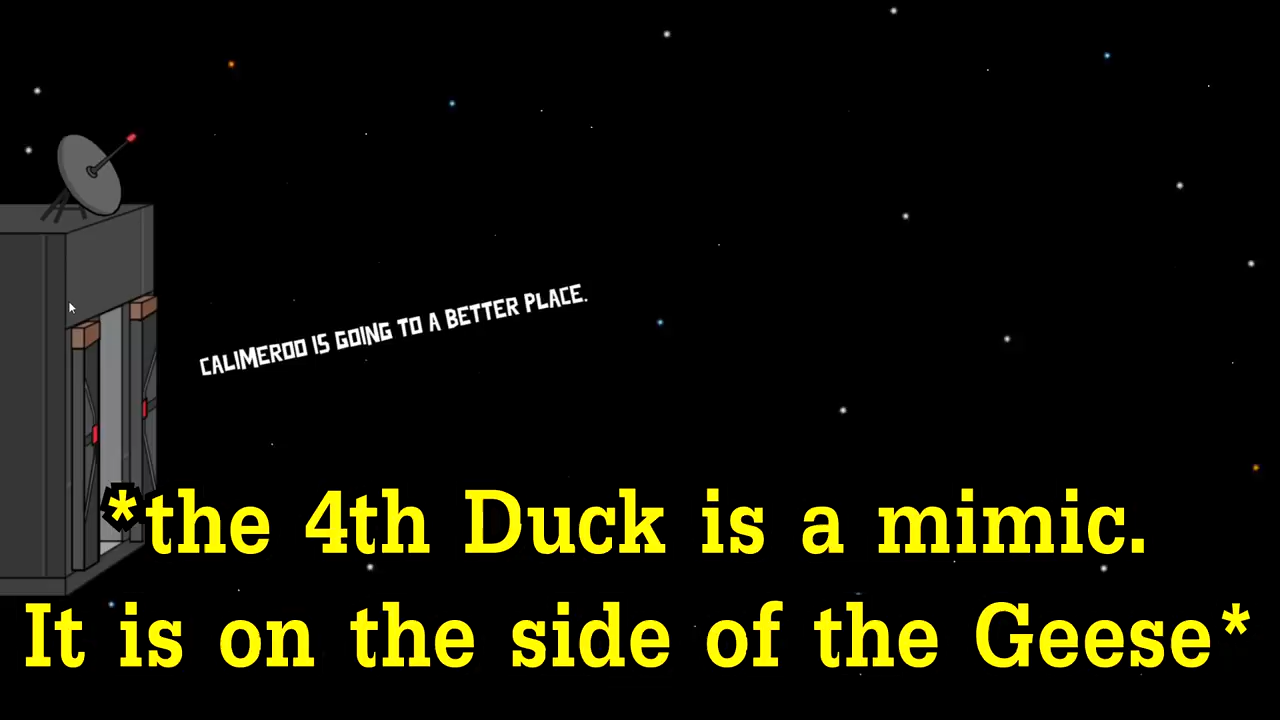 CALIMEROO IS GOING TO A BETTER PLACE.
*the 4th Duck is a mimic.
It is on the side of the Geese*